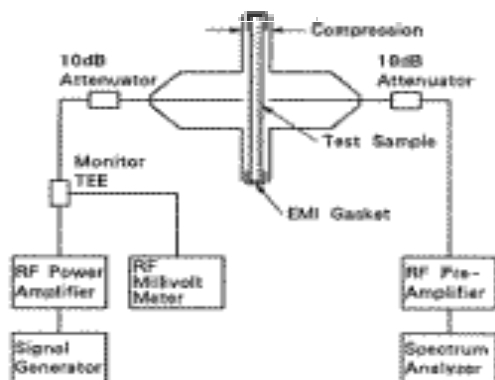 Compression
10dB
Attenuator
10dB
Attenuator
Test Sample
Monitor
TEE
EMI Gasket
RF Power
Amplifier
RF
Millivolt
Meter
RF Pre-
Amplifier
Signal
Generator
Spectrum
Analyzer